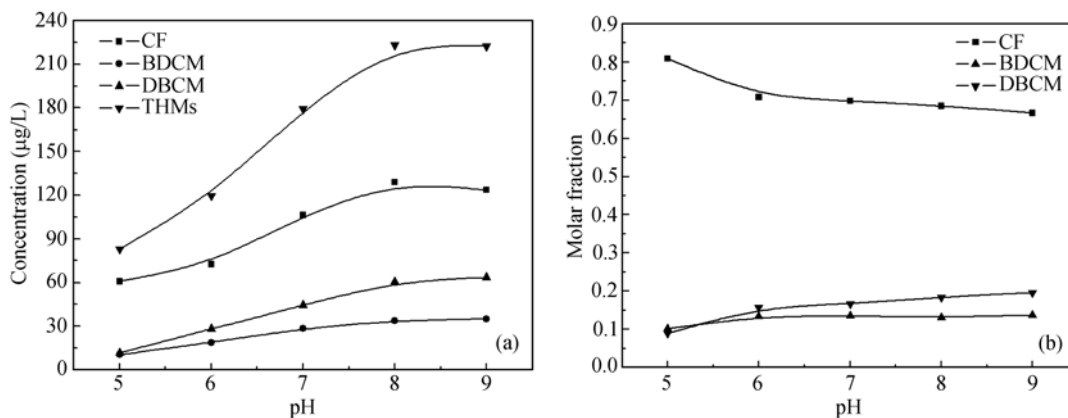 240
210
180
150
120
90
60
30
0
Concentration (μg/L)
CF
BDCM
DBCM
THMs
(a)
5 6 7 8 9
pH
0.9
0.8
0.7
0.6
0.5
0.4
0.3
0.2
0.1
0.0
Molar fraction
CF
BDCM
DBCM
(b)
5 6 7 8 9
pH